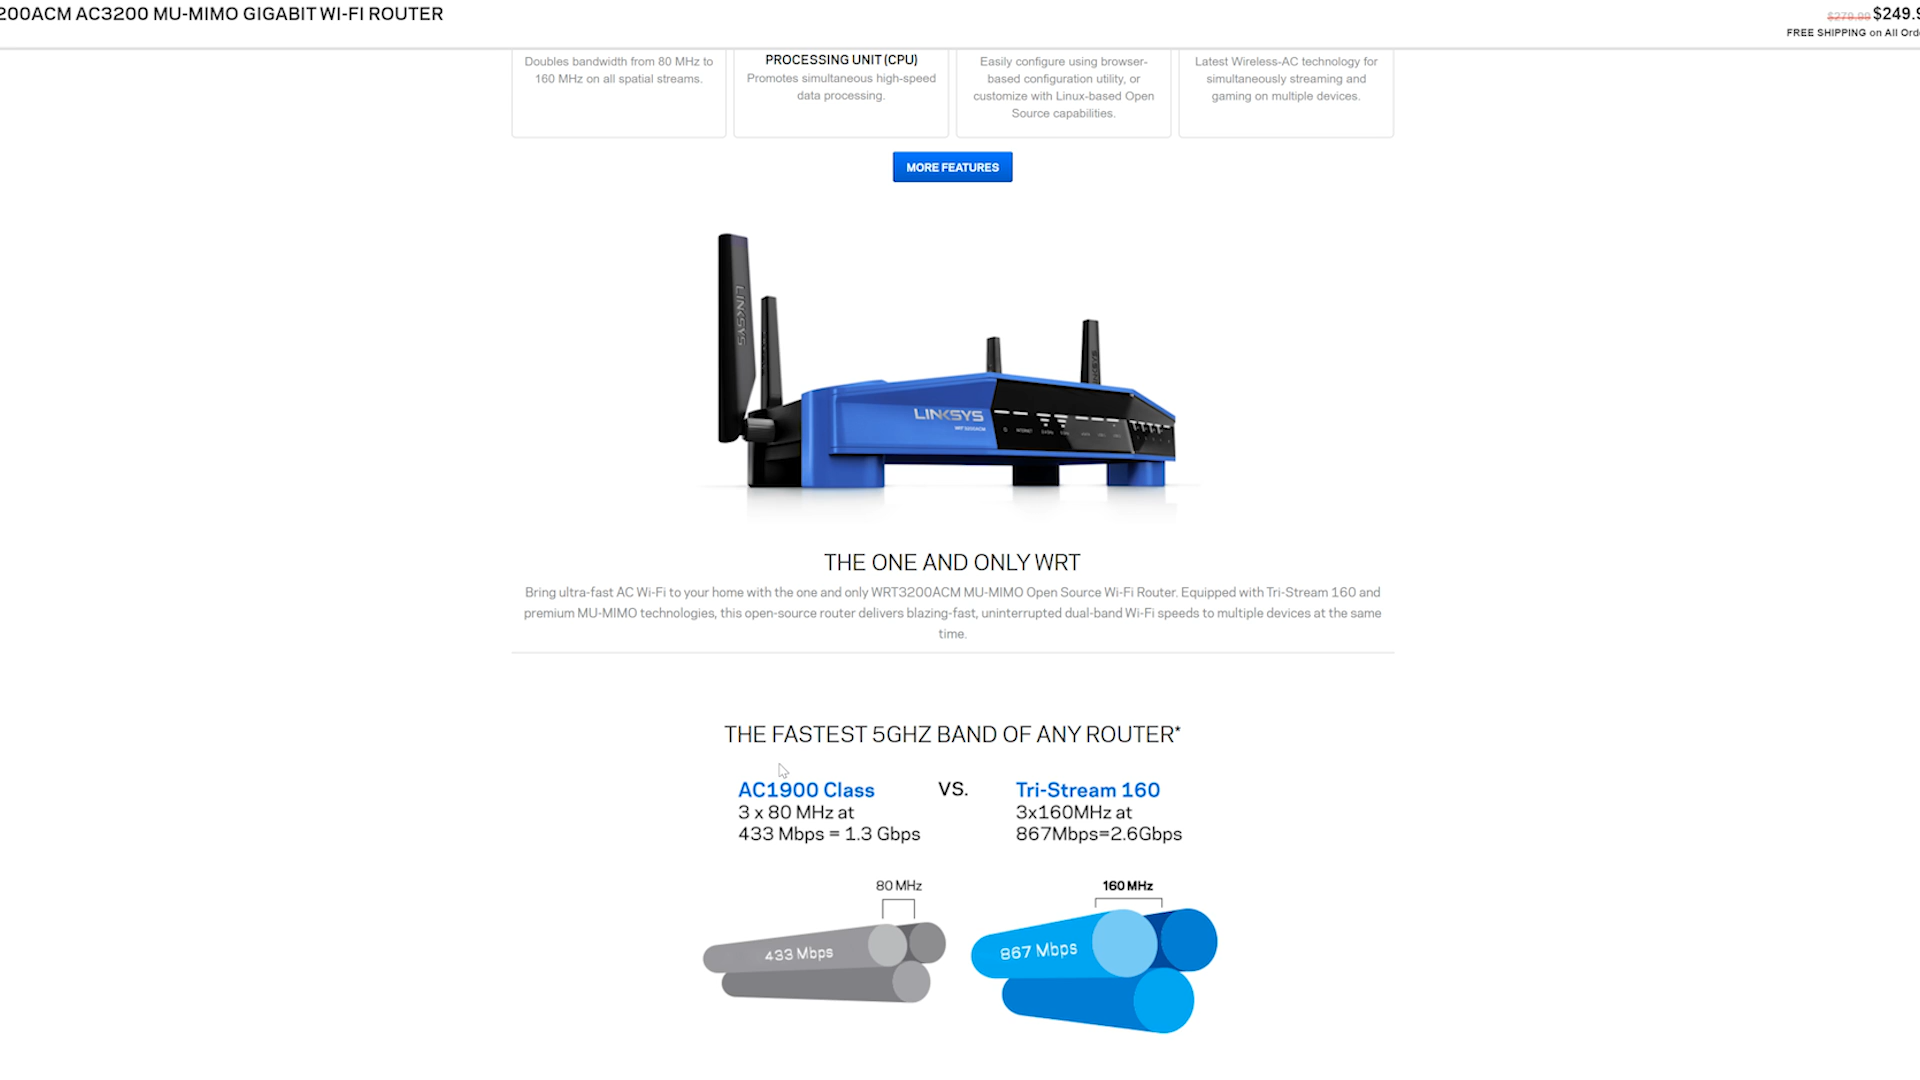 200ACM AC3200 MU-MIMO GIGABIT WI-FI ROUTER
$279.99 $249.9
FREE SHIPPING on All Ord
Doubles bandwidth from 80 MHz to
160 MHz on all spatial streams.
PROCESSING UNIT (CPU)
Promotes simultaneous high-speed
data processing.
Easily configure using browser-
based configuration utility, or
customize with Linux-based Open
Source capabilities.
Latest Wireless-AC technology for
simultaneously streaming and
gaming on multiple devices.
MORE FEATURES
LINKSYS
LINKSYS
WRT3200ACM
THE ONE AND ONLY WRT
Bring ultra-fast AC Wi-Fi to your home with the one and only WRT3200ACM MU-MIMO Open Source Wi-Fi Router. Equipped with Tri-Stream 160 and
premium MU-MIMO technologies, this open-source router delivers blazing-fast, uninterrupted dual-band Wi-Fi speeds to multiple devices at the same
time.
THE FASTEST 5GHZ BAND OF ANY ROUTER*
AC1900 Class
3 x 80 MHz at
433 Mbps = 1.3 Gbps
VS.
Tri-Stream 160
3x160MHz at
867Mbps=2.6Gbps
80 MHz
433 Mbps
160 MHz
867 Mbps